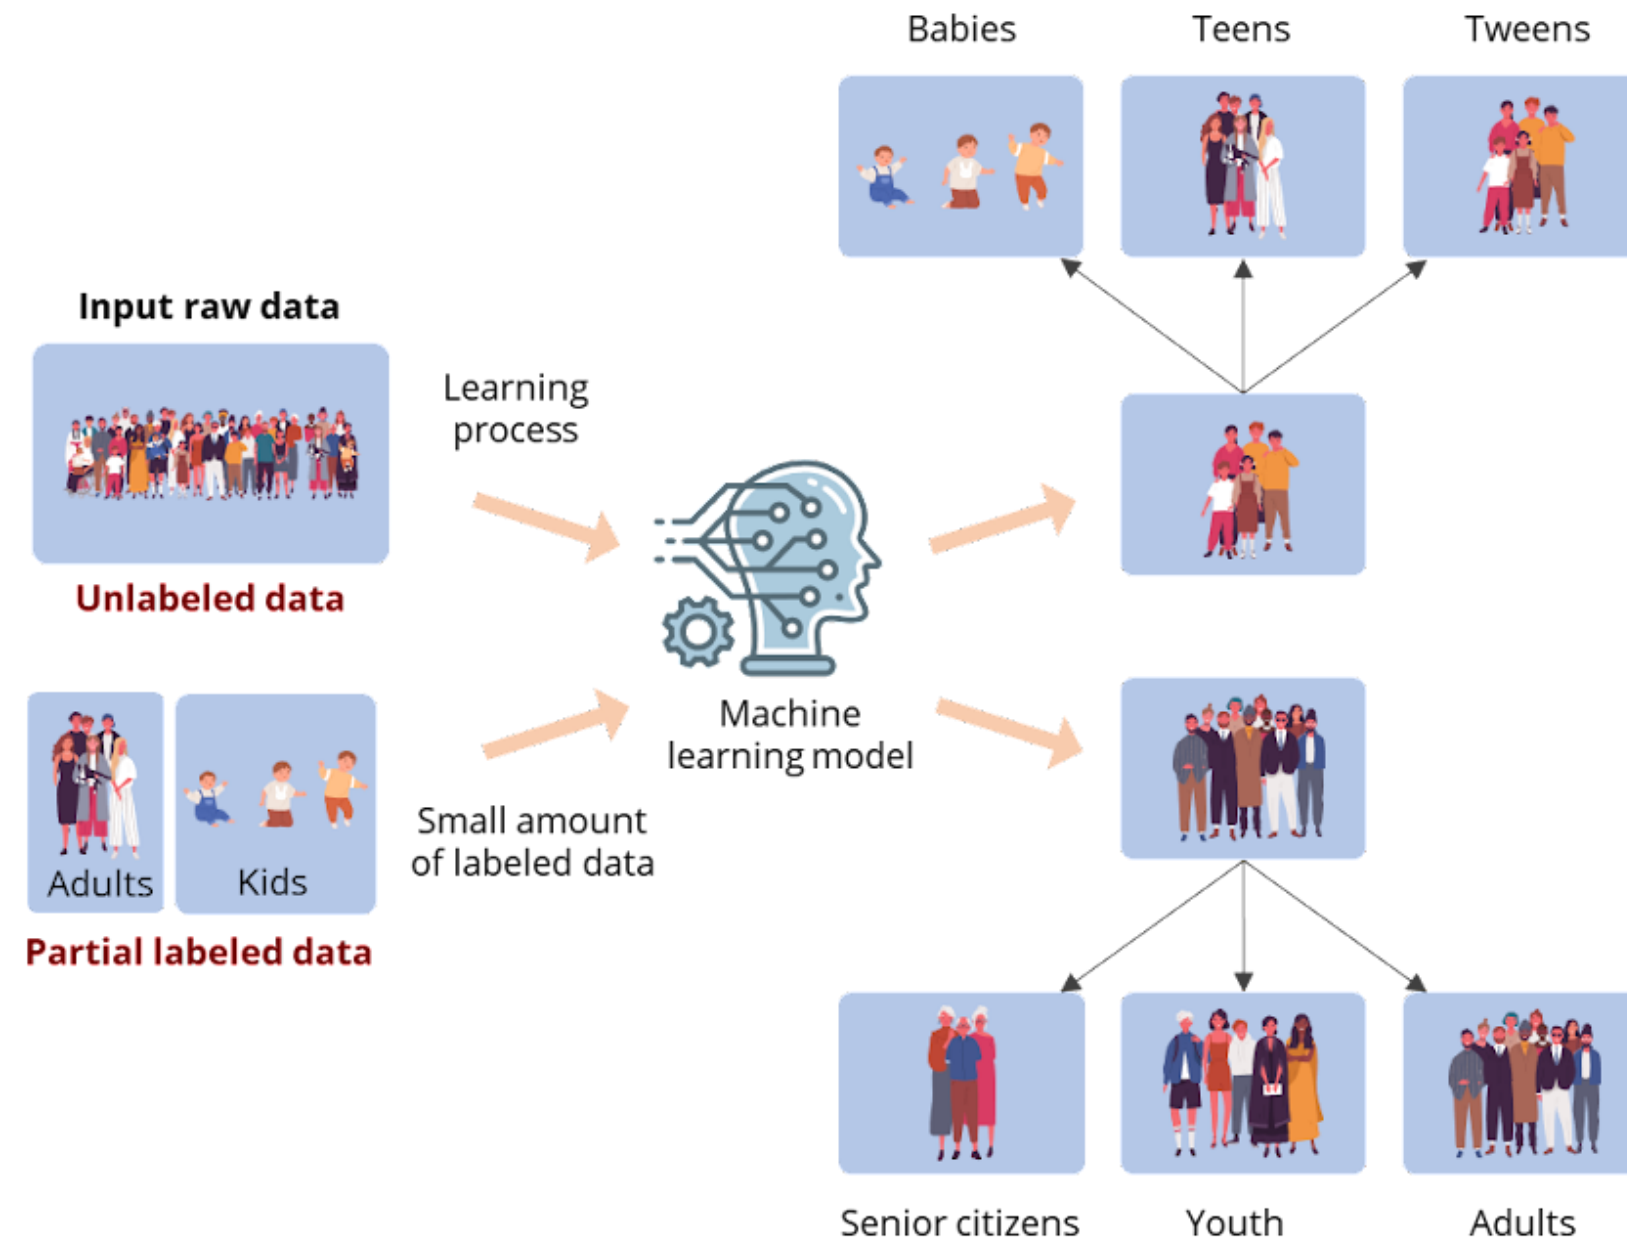 Babies
Teens
Tweens
Input raw data
Learning
process
Unlabeled data
Machine
learning model
Small amount
of labeled data
Adults
Kids
Partial labeled data
Senior citizens
Youth
Adults